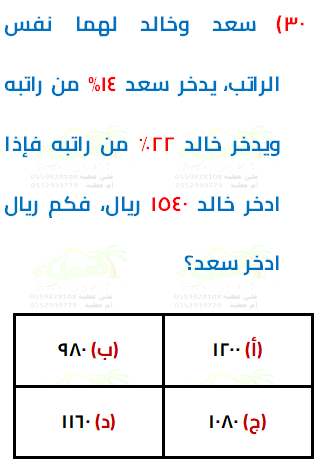 ٣٠) سعد وخالد لهما نفس
الراتب، يدخر سعد ١٤% من راتبه
ويدخر خالد ٢٢٪ من راتبه فإذا
ادخر خالد ١٥٤٠ ريال، فكم ريال
ادخر سعد؟
(أ) ١٢٠٠ (ب) ٩٨٠
(ج) ١٠٨٠ (د) ١١٦٠